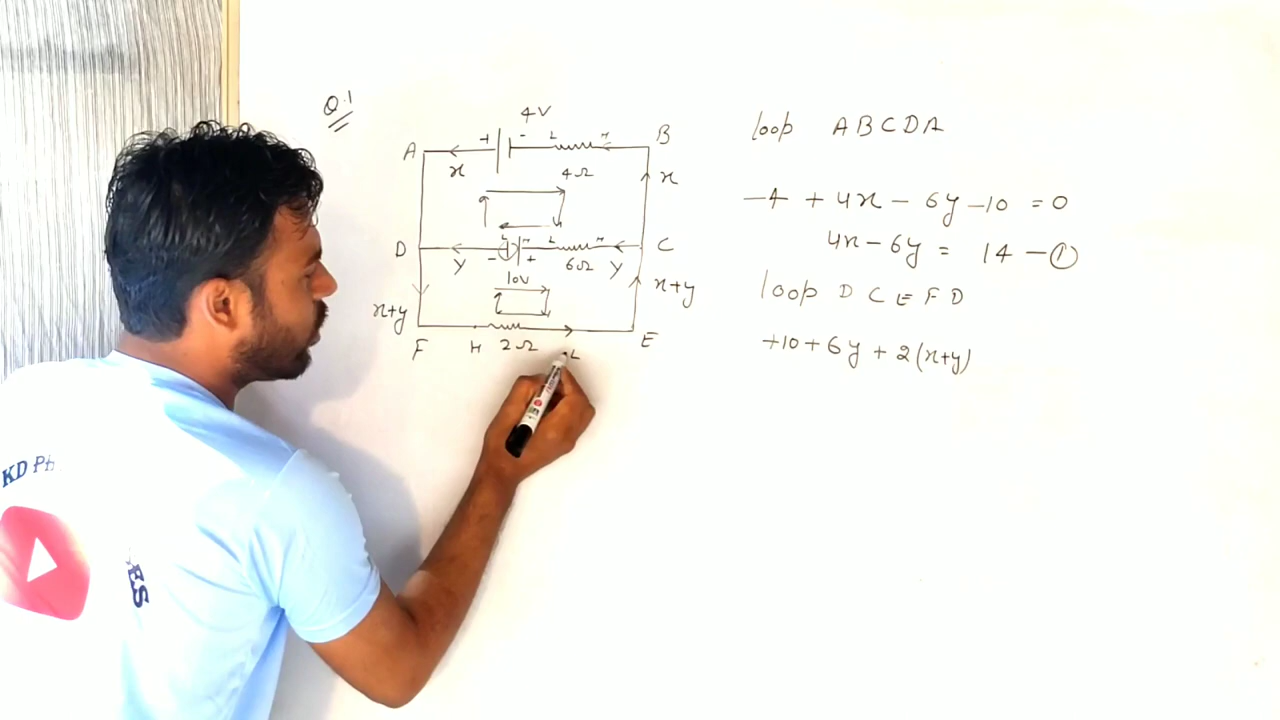 Q.1
4V
A + - L H B
x 4Ω x
D L H L H C
y - + 6Ω y
10V
x+y x+y
F H 2Ω L E
loop ABCDA
-4 + 4x - 6y - 10 = 0
4x - 6y = 14 - ①
loop DCEFD
+10 + 6y + 2(x+y)
KD Ph
ES